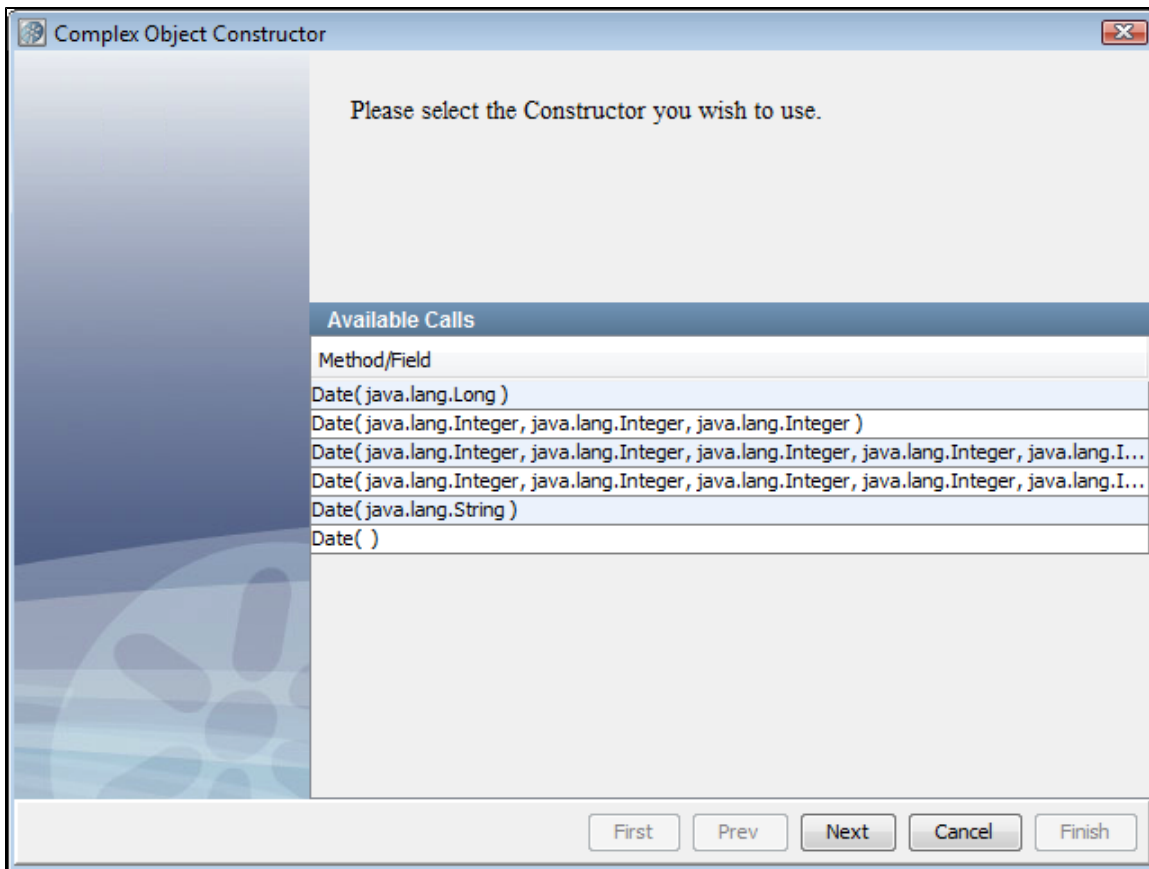 Complex Object Constructor
Please select the Constructor you wish to use.
Available Calls
Method/Field
Date( java.lang.Long )
Date( java.lang.Integer, java.lang.Integer, java.lang.Integer )
Date( java.lang.Integer, java.lang.Integer, java.lang.Integer, java.lang.Integer, java.lang.I...
Date( java.lang.Integer, java.lang.Integer, java.lang.Integer, java.lang.Integer, java.lang.I...
Date( java.lang.String )
Date( )
First Prev Next Cancel Finish